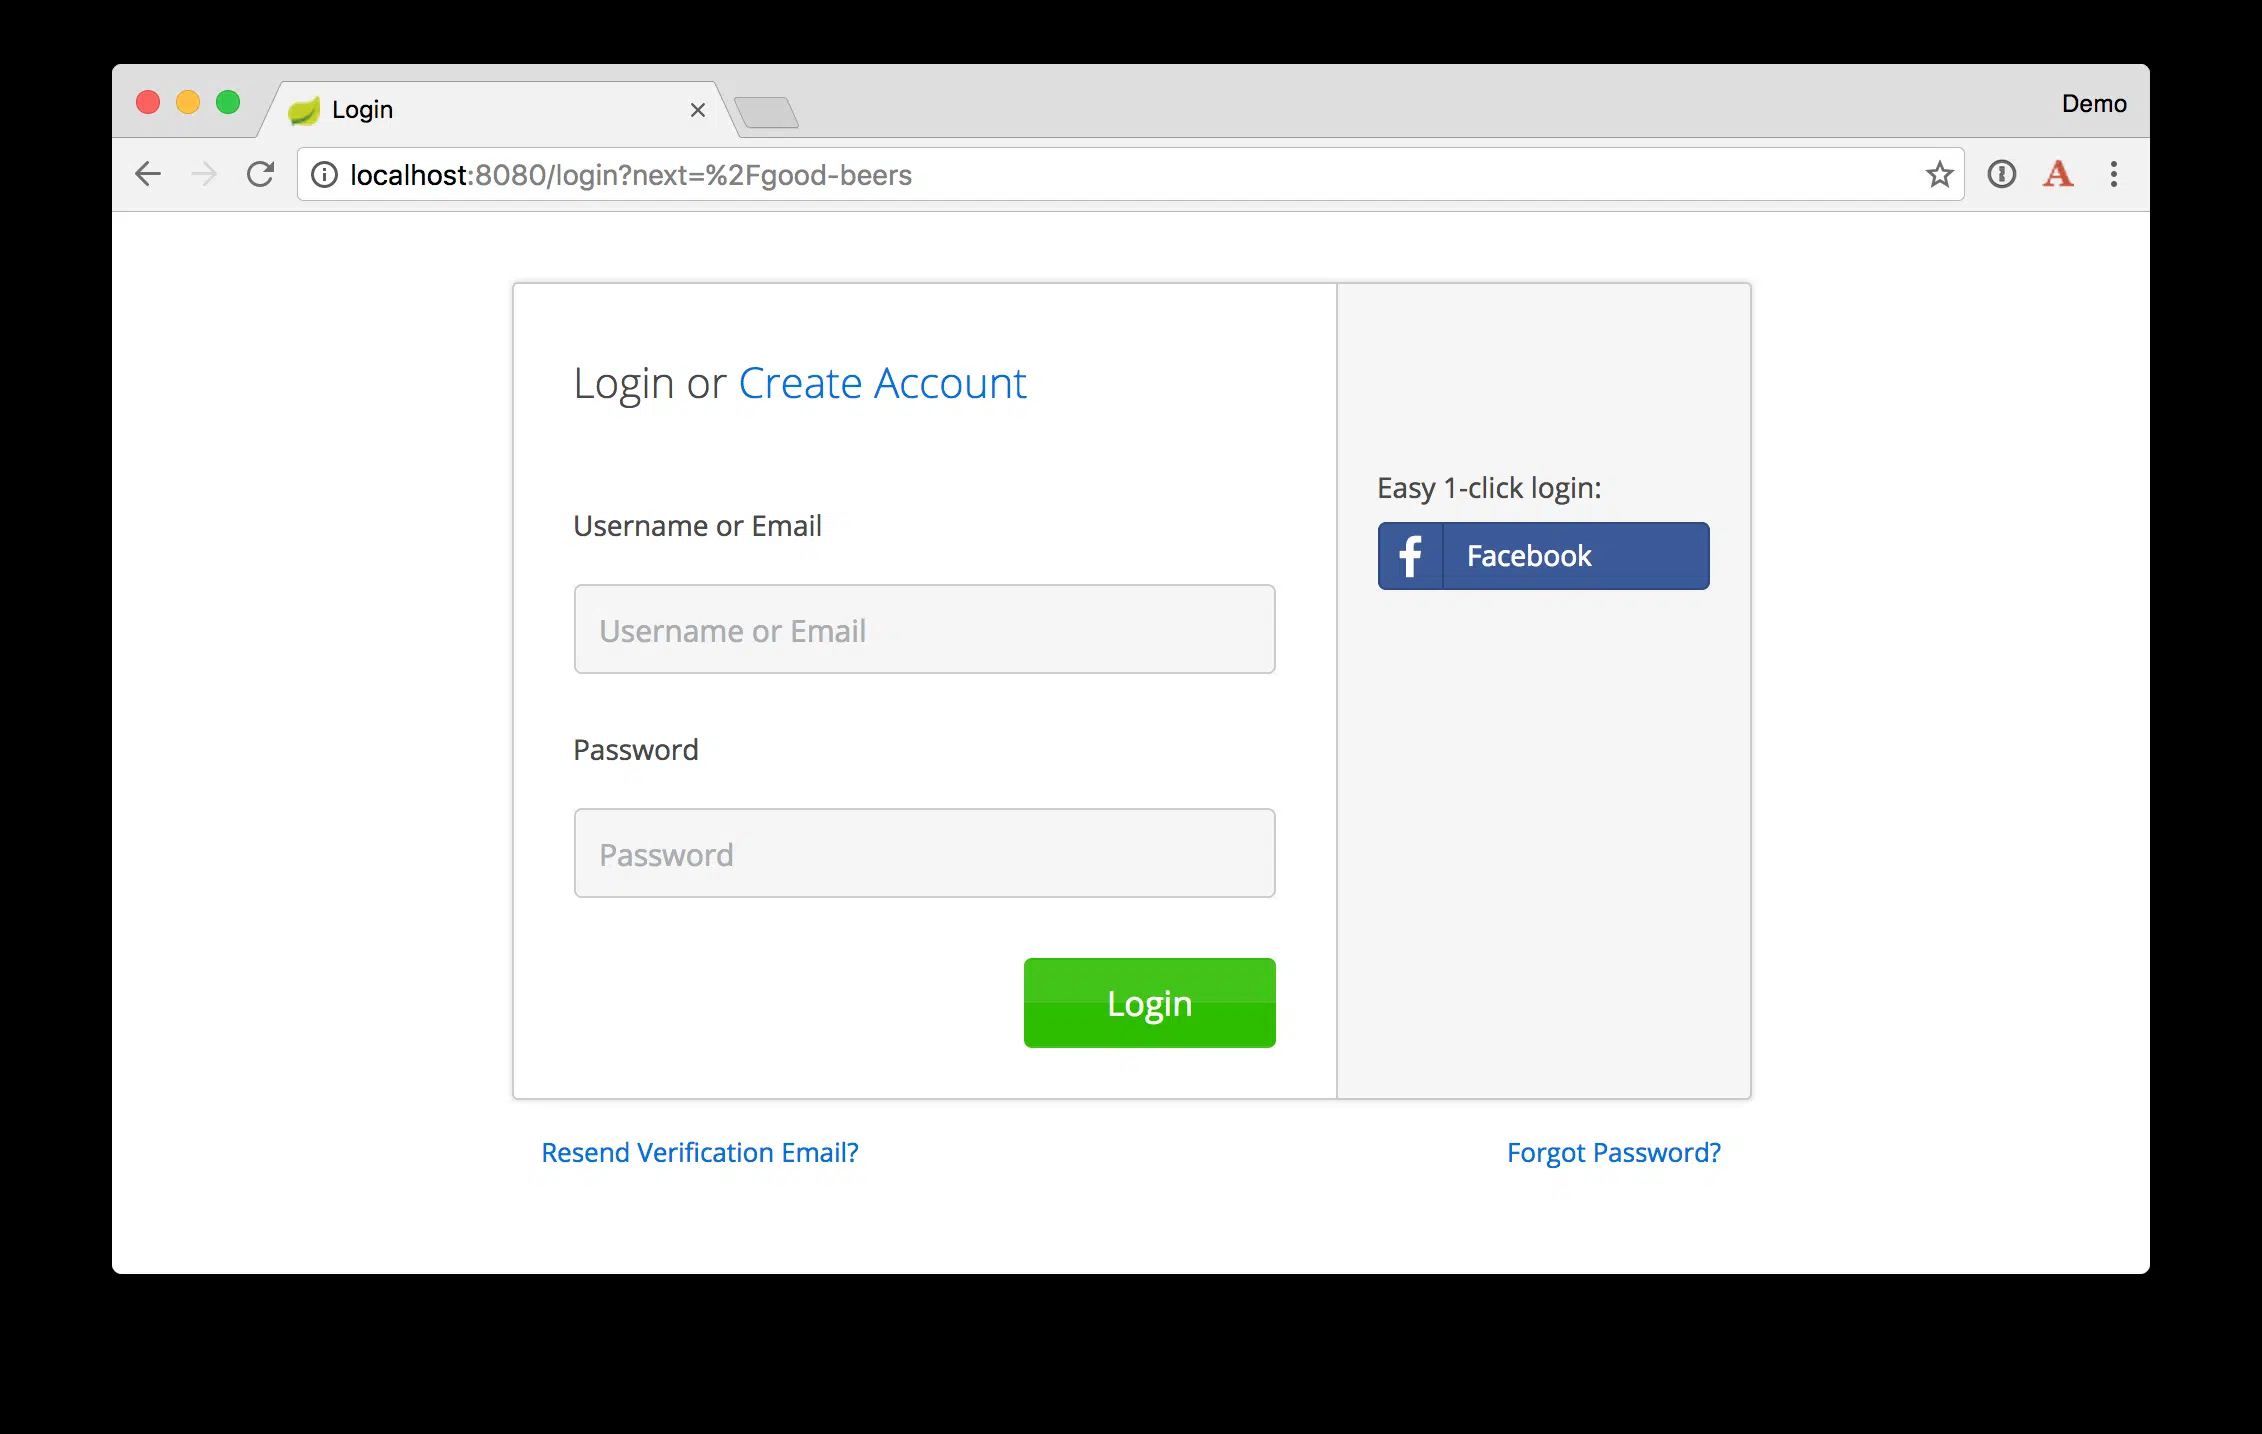 Login
Demo
localhost:8080/login?next=%2Fgood-beers
Login or Create Account
Username or Email
Username or Email
Password
Password
Login
Easy 1-click login:
Facebook
Resend Verification Email?
Forgot Password?